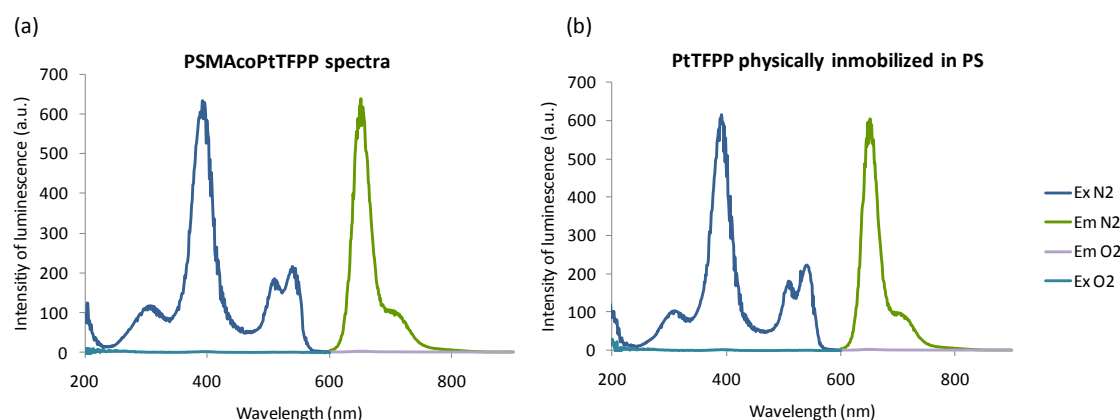 (a)
PSMAcoPtTFPP spectra
Intensitiy of luminescence (a.u.)
700
600
500
400
300
200
100
0
200
400
600
800
Wavelength (nm)
(b)
PtTFPP physically inmobilized in PS
Intensity of luminescence (a.u.)
700
600
500
400
300
200
100
0
200
400
600
800
Wavelength (nm)
Ex N2
Em N2
Em O2
Ex O2